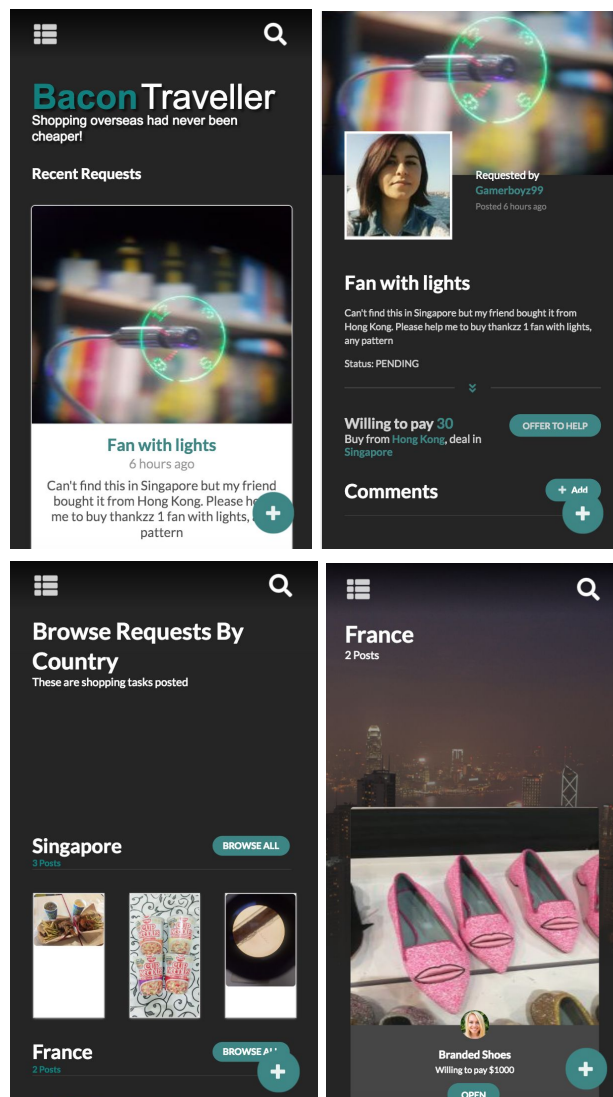 Bacon Traveller
Shopping overseas had never been
cheaper!
Recent Requests
Fan with lights
6 hours ago
Can't find this in Singapore but my friend
bought it from Hong Kong. Please
me to buy thankzz 1 fan with lights,
pattern
Requested by
Gamerboyz99
Posted 6 hours ago
Fan with lights
Can't find this in Singapore but my friend bought it from
Hong Kong. Please help me to buy thankzz 1 fan with lights,
any pattern
Status: PENDING
Willing to pay 30
Buy from Hong Kong, deal in
Singapore
OFFER TO HELP
Comments
+ Add
+
+
Browse Requests By
Country
These are shopping tasks posted
Singapore
3 Posts
BROWSE ALL
France
2 Posts
BROWSE
+
France
2 Posts
Branded Shoes
Willing to pay $1000
OPEN
+